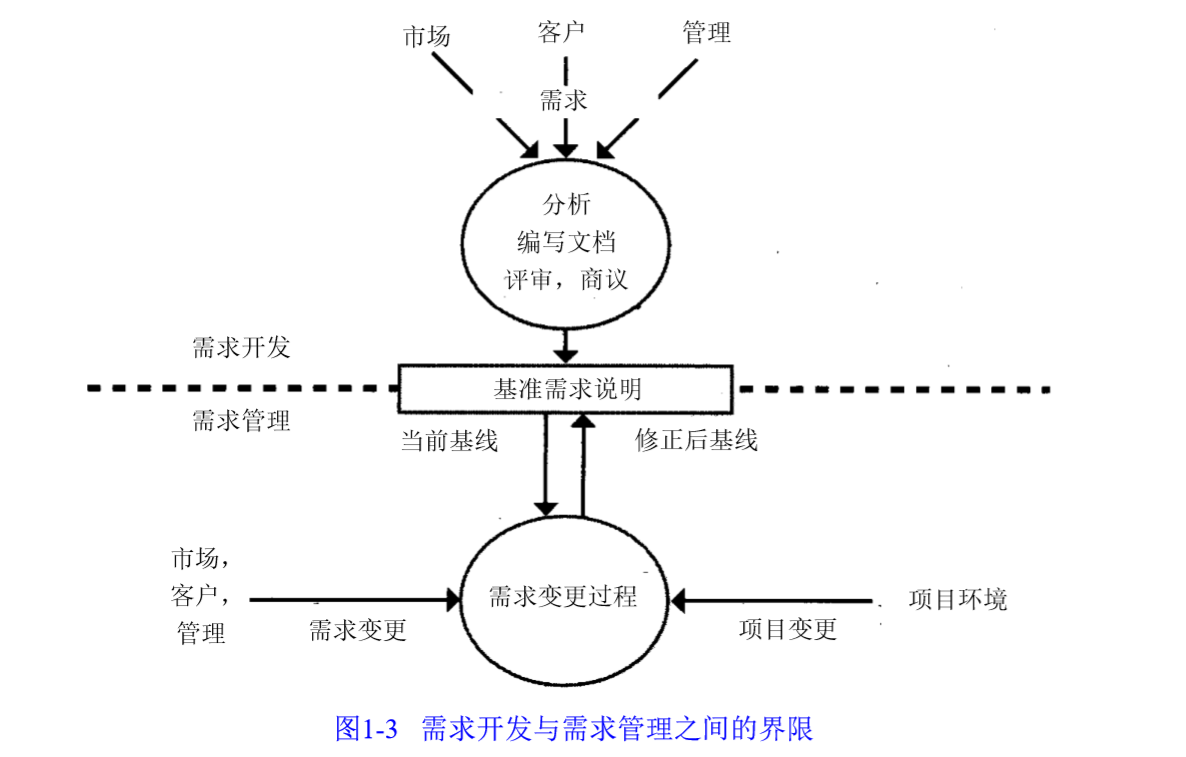 市场
客户
管理
需求
分析
编写文档
评审，商议
需求开发
基准需求说明
需求管理
当前基线
修正后基线
市场，
客户，
管理
需求变更
需求变更过程
项目变更
项目环境
图1-3 需求开发与需求管理之间的界限